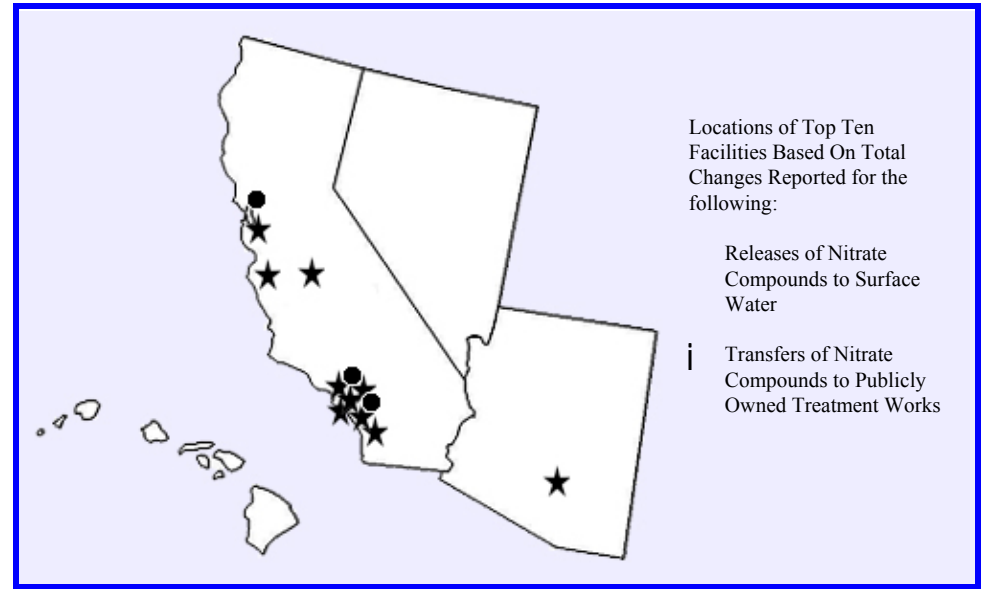 Locations of Top Ten
Facilities Based On Total
Changes Reported for the
following:
Releases of Nitrate
Compounds to Surface
Water
i Transfers of Nitrate
Compounds to Publicly
Owned Treatment Works